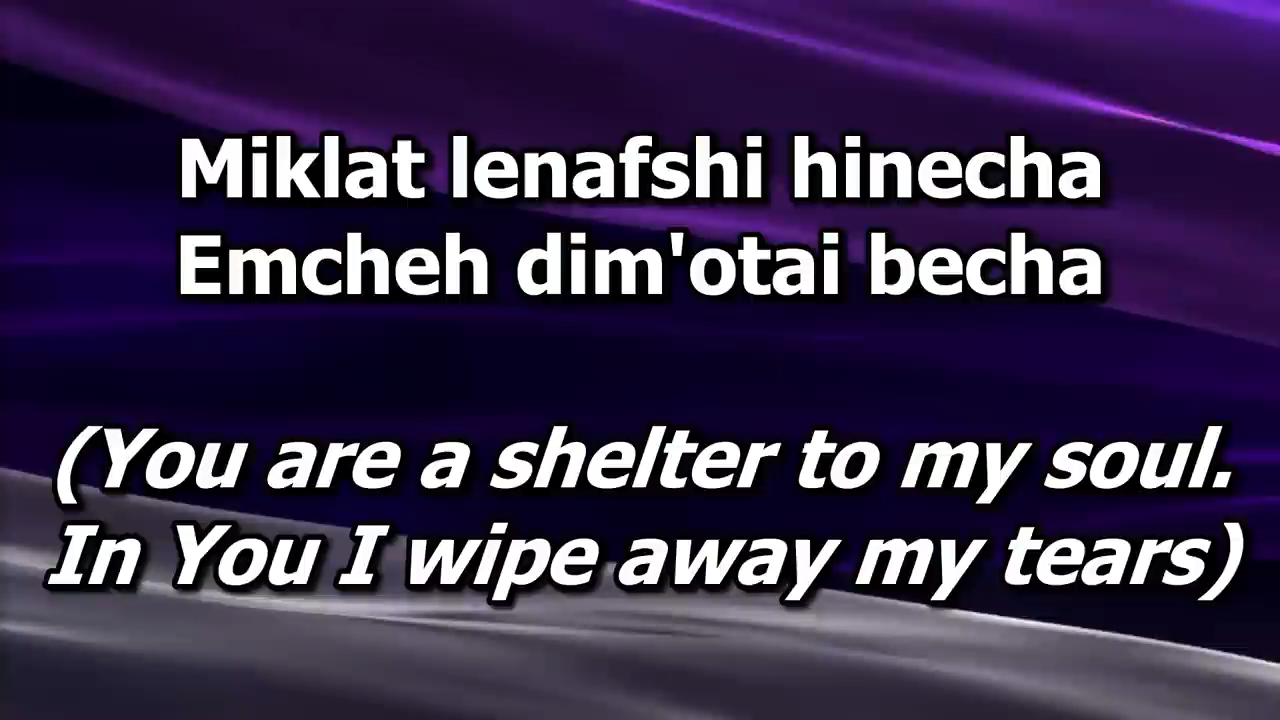 Miklat lenafshi hinecha
Emcheh dim'otai becha
(You are a shelter to my soul.
In You I wipe away my tears)